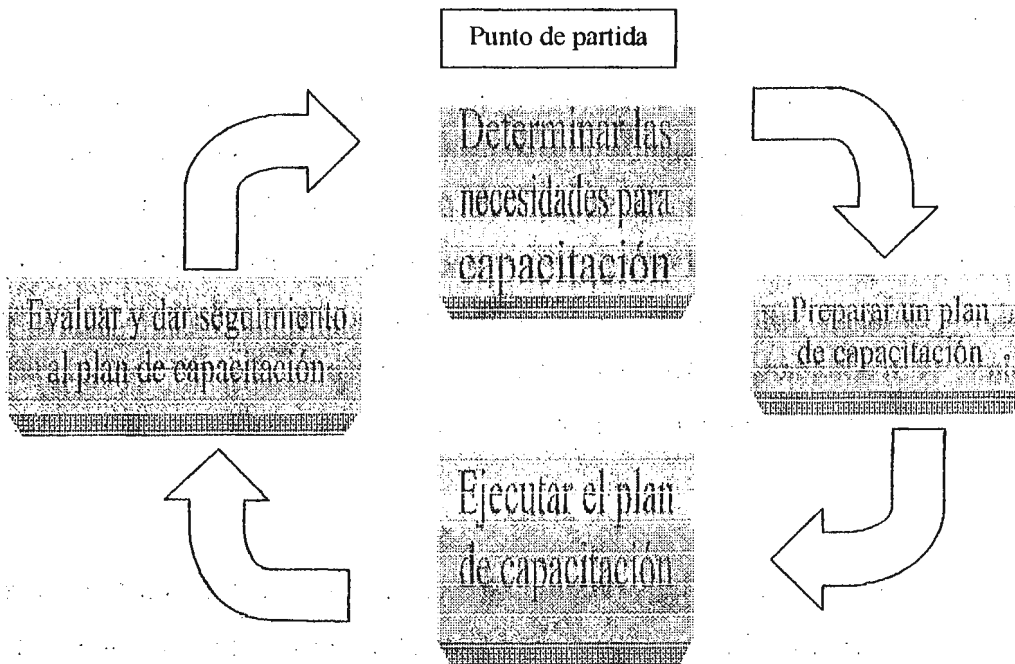 Punto de partida
Determinar las
necesidades para
capacitación
Preparar un plan
de capacitación
Ejecutar el plan
de capacitación
Evaluar y dar seguimiento
al plan de capacitación